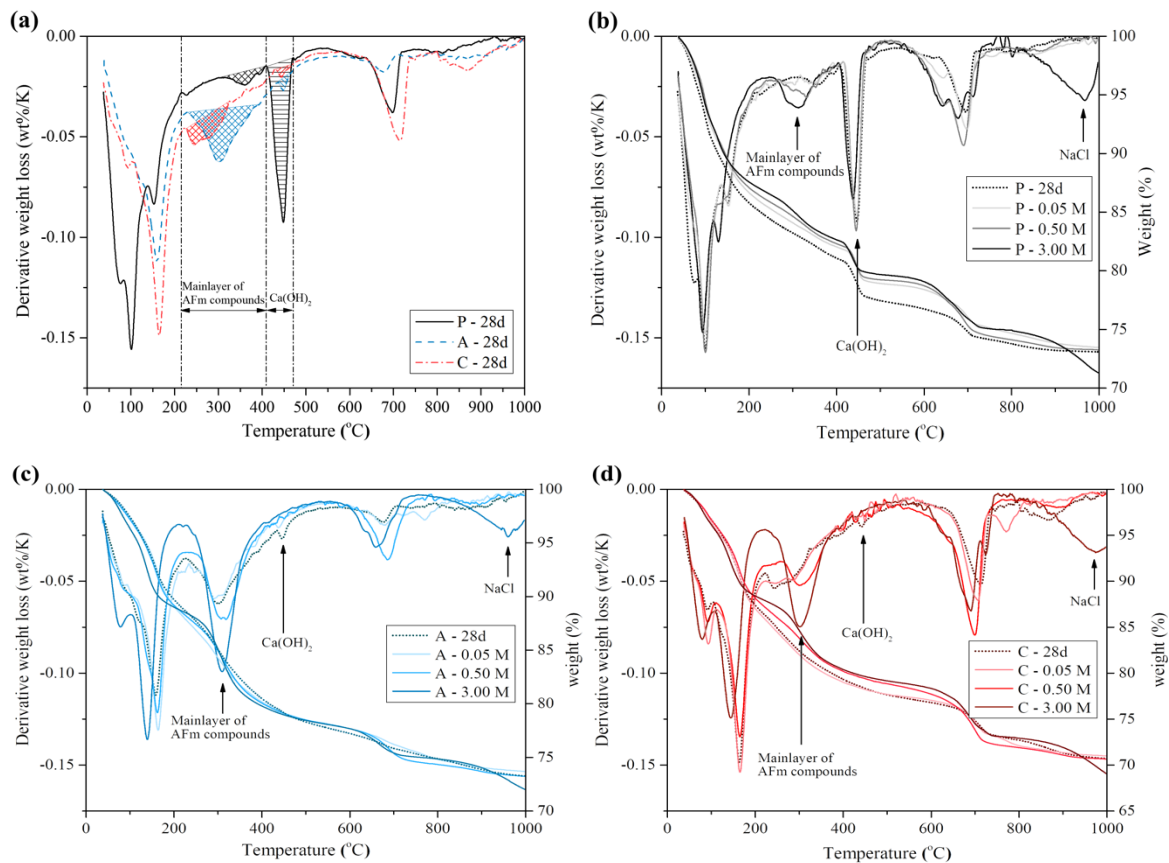 (a)
0.00
-0.05
-0.10
-0.15
Derivative weight loss (wt%/K)
Mainlayer of
AFm compounds
Ca(OH)2
P - 28d
A - 28d
C - 28d
0 100 200 300 400 500 600 700 800 900 1000
Temperature (°C)
(b)
0.00
-0.05
-0.10
-0.15
Derivative weight loss (wt%/K)
Mainlayer of
AFm compounds
NaCl
P - 28d
P - 0.05 M
P - 0.50 M
P - 3.00 M
Ca(OH)2
100
95
90
85
80
75
70
Weight (%)
0 200 400 600 800 1000
Temperature (°C)
(c)
0.00
-0.05
-0.10
-0.15
Derivative weight loss (wt%/K)
NaCl
Ca(OH)2
A - 28d
A - 0.05 M
A - 0.50 M
A - 3.00 M
Mainlayer of
AFm compounds
100
95
90
85
80
75
70
weight (%)
0 200 400 600 800 1000
Temperature (°C)
(d)
0.00
-0.05
-0.10
-0.15
Derivative weight loss (wt%/K)
NaCl
Ca(OH)2
C - 28d
C - 0.05 M
C - 0.50 M
C - 3.00 M
Mainlayer of
AFm compounds
100
95
90
85
80
75
70
65
weight (%)
0 200 400 600 800 1000
Temperature (°C)